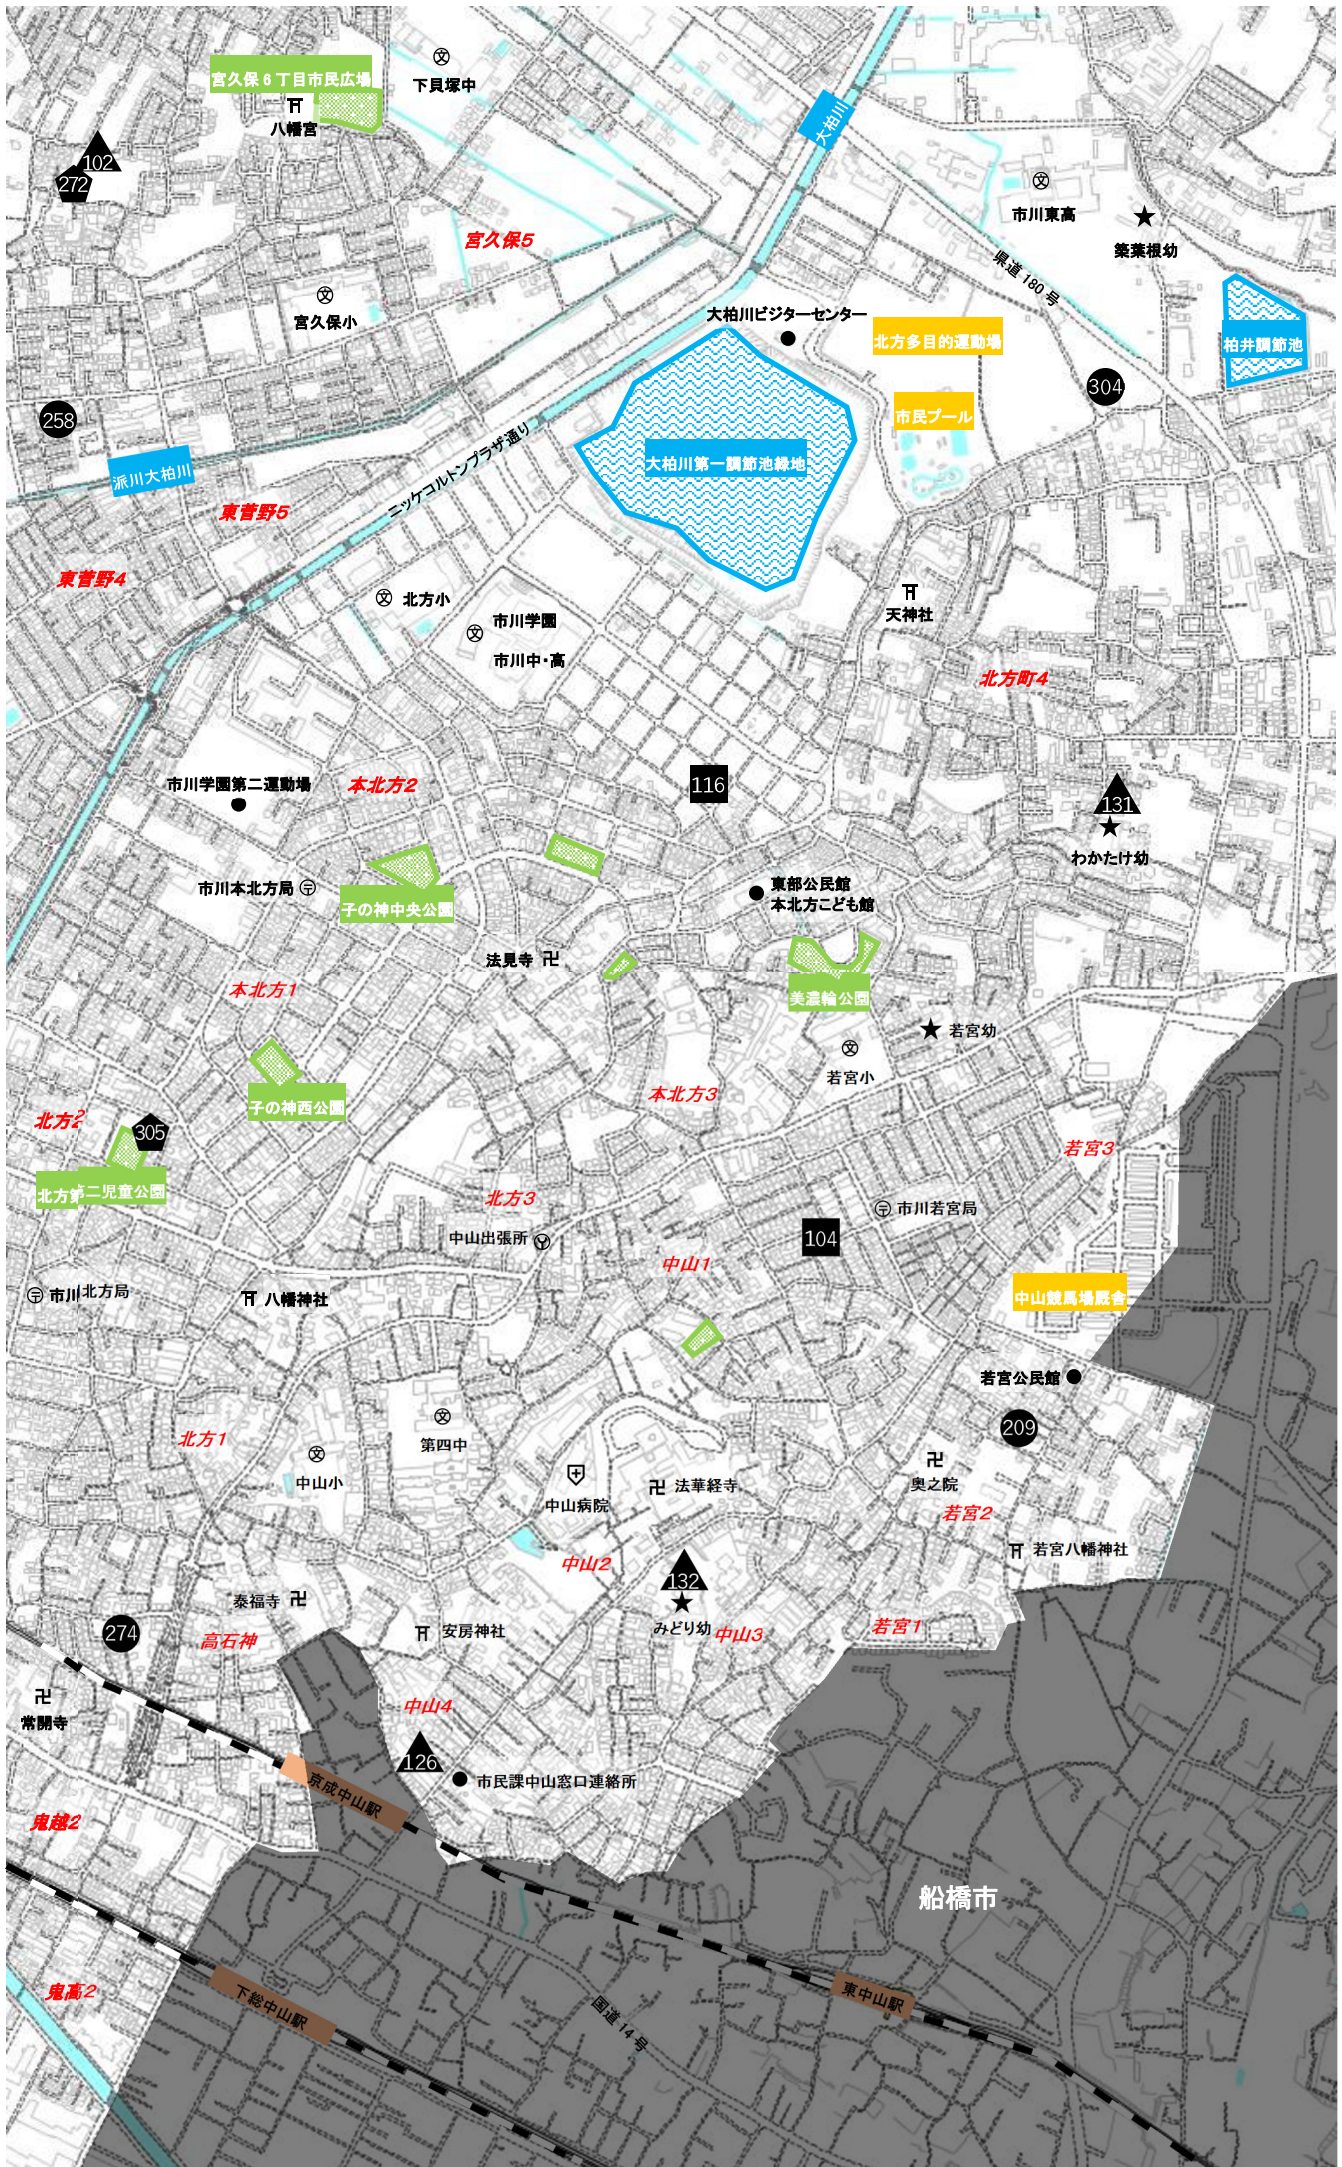 宮久保6丁目市民広場
下貝塚中
八幡宮
大柏川
102
272
市川東高
築葉根幼
宮久保5
県道180号
宮久保小
大柏川ビジターセンター
北方多目的運動場
柏井調節池
304
市民プール
258
ニッケコルトンプラザ通り
大柏川第一調節池緑地
派川大柏川
東菅野5
東菅野4
北方小
天神社
市川学園
市川中・高
北方町4
市川学園第二運動場
本北方2
116
131
わかたけ幼
市川本北方局
東部公民館
本北方こども館
子の神中央公園
法見寺
本北方1
美濃輪公園
若宮幼
若宮小
本北方3
子の神西公園
北方2
305
若宮3
北方第二児童公園
北方3
市川若宮局
中山出張所
104
中山1
市川北方局
八幡神社
中山競馬場厩舎
若宮公民館
209
北方1
第四中
中山小
奥之院
中山病院
法華経寺
若宮2
若宮八幡神社
中山2
132
泰福寺
みどり幼
中山3
若宮1
274
高石神
安房神社
常開寺
中山4
126
市民課中山窓口連絡所
京成中山駅
鬼越2
船橋市
鬼高2
下総中山駅
東中山駅
国道14号